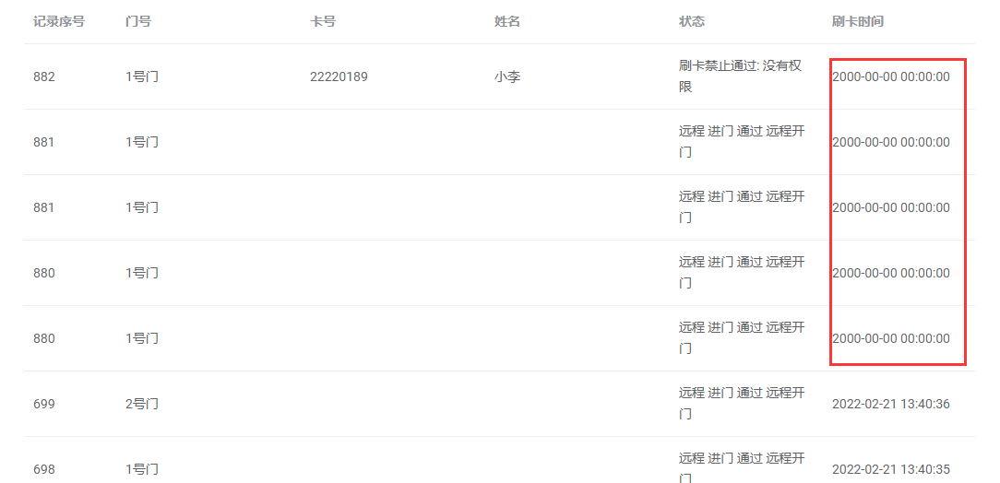 记录序号 门号 卡号 姓名 状态 刷卡时间
882 1号门 22220189 小李 刷卡禁止通过: 没有权限 2000-00-00 00:00:00
881 1号门 远程 进门 通过 远程开门 2000-00-00 00:00:00
881 1号门 远程 进门 通过 远程开门 2000-00-00 00:00:00
880 1号门 远程 进门 通过 远程开门 2000-00-00 00:00:00
880 1号门 远程 进门 通过 远程开门 2000-00-00 00:00:00
699 2号门 远程 进门 通过 远程开门 2022-02-21 13:40:36
698 1号门 远程 进门 通过 远程开门 2022-02-21 13:40:35